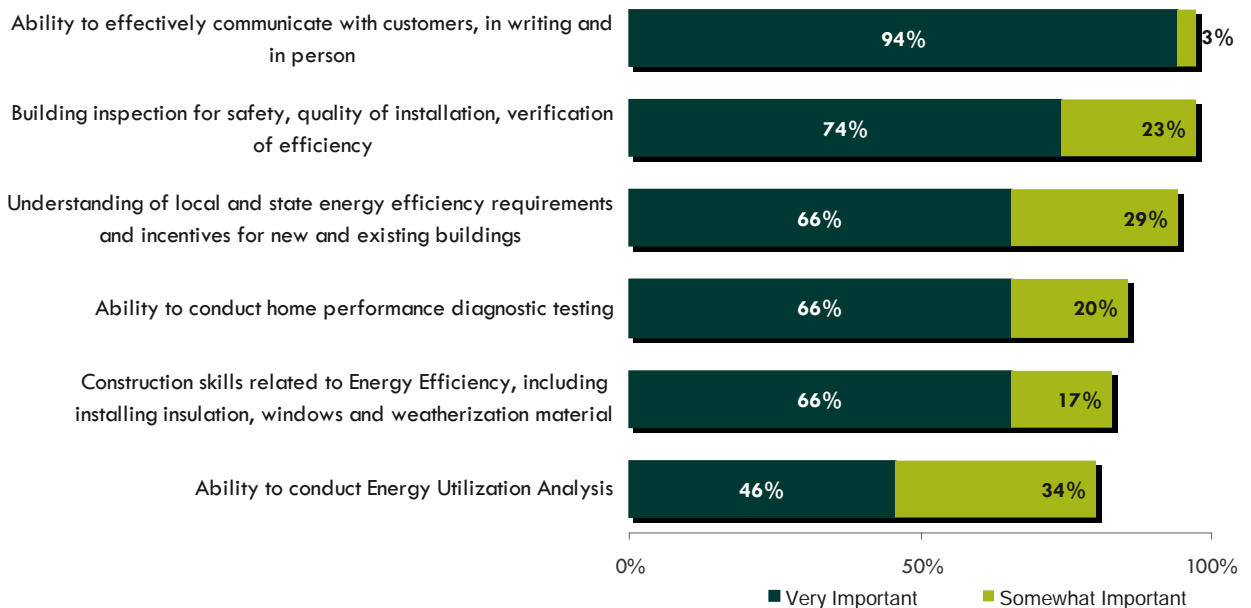 Ability to effectively communicate with customers, in writing and
in person
94%
3%
Building inspection for safety, quality of installation, verification
of efficiency
74%
23%
Understanding of local and state energy efficiency requirements
and incentives for new and existing buildings
66%
29%
Ability to conduct home performance diagnostic testing
66%
20%
Construction skills related to Energy Efficiency, including
installing insulation, windows and weatherization material
66%
17%
Ability to conduct Energy Utilization Analysis
46%
34%
0%
50%
100%
Very Important
Somewhat Important